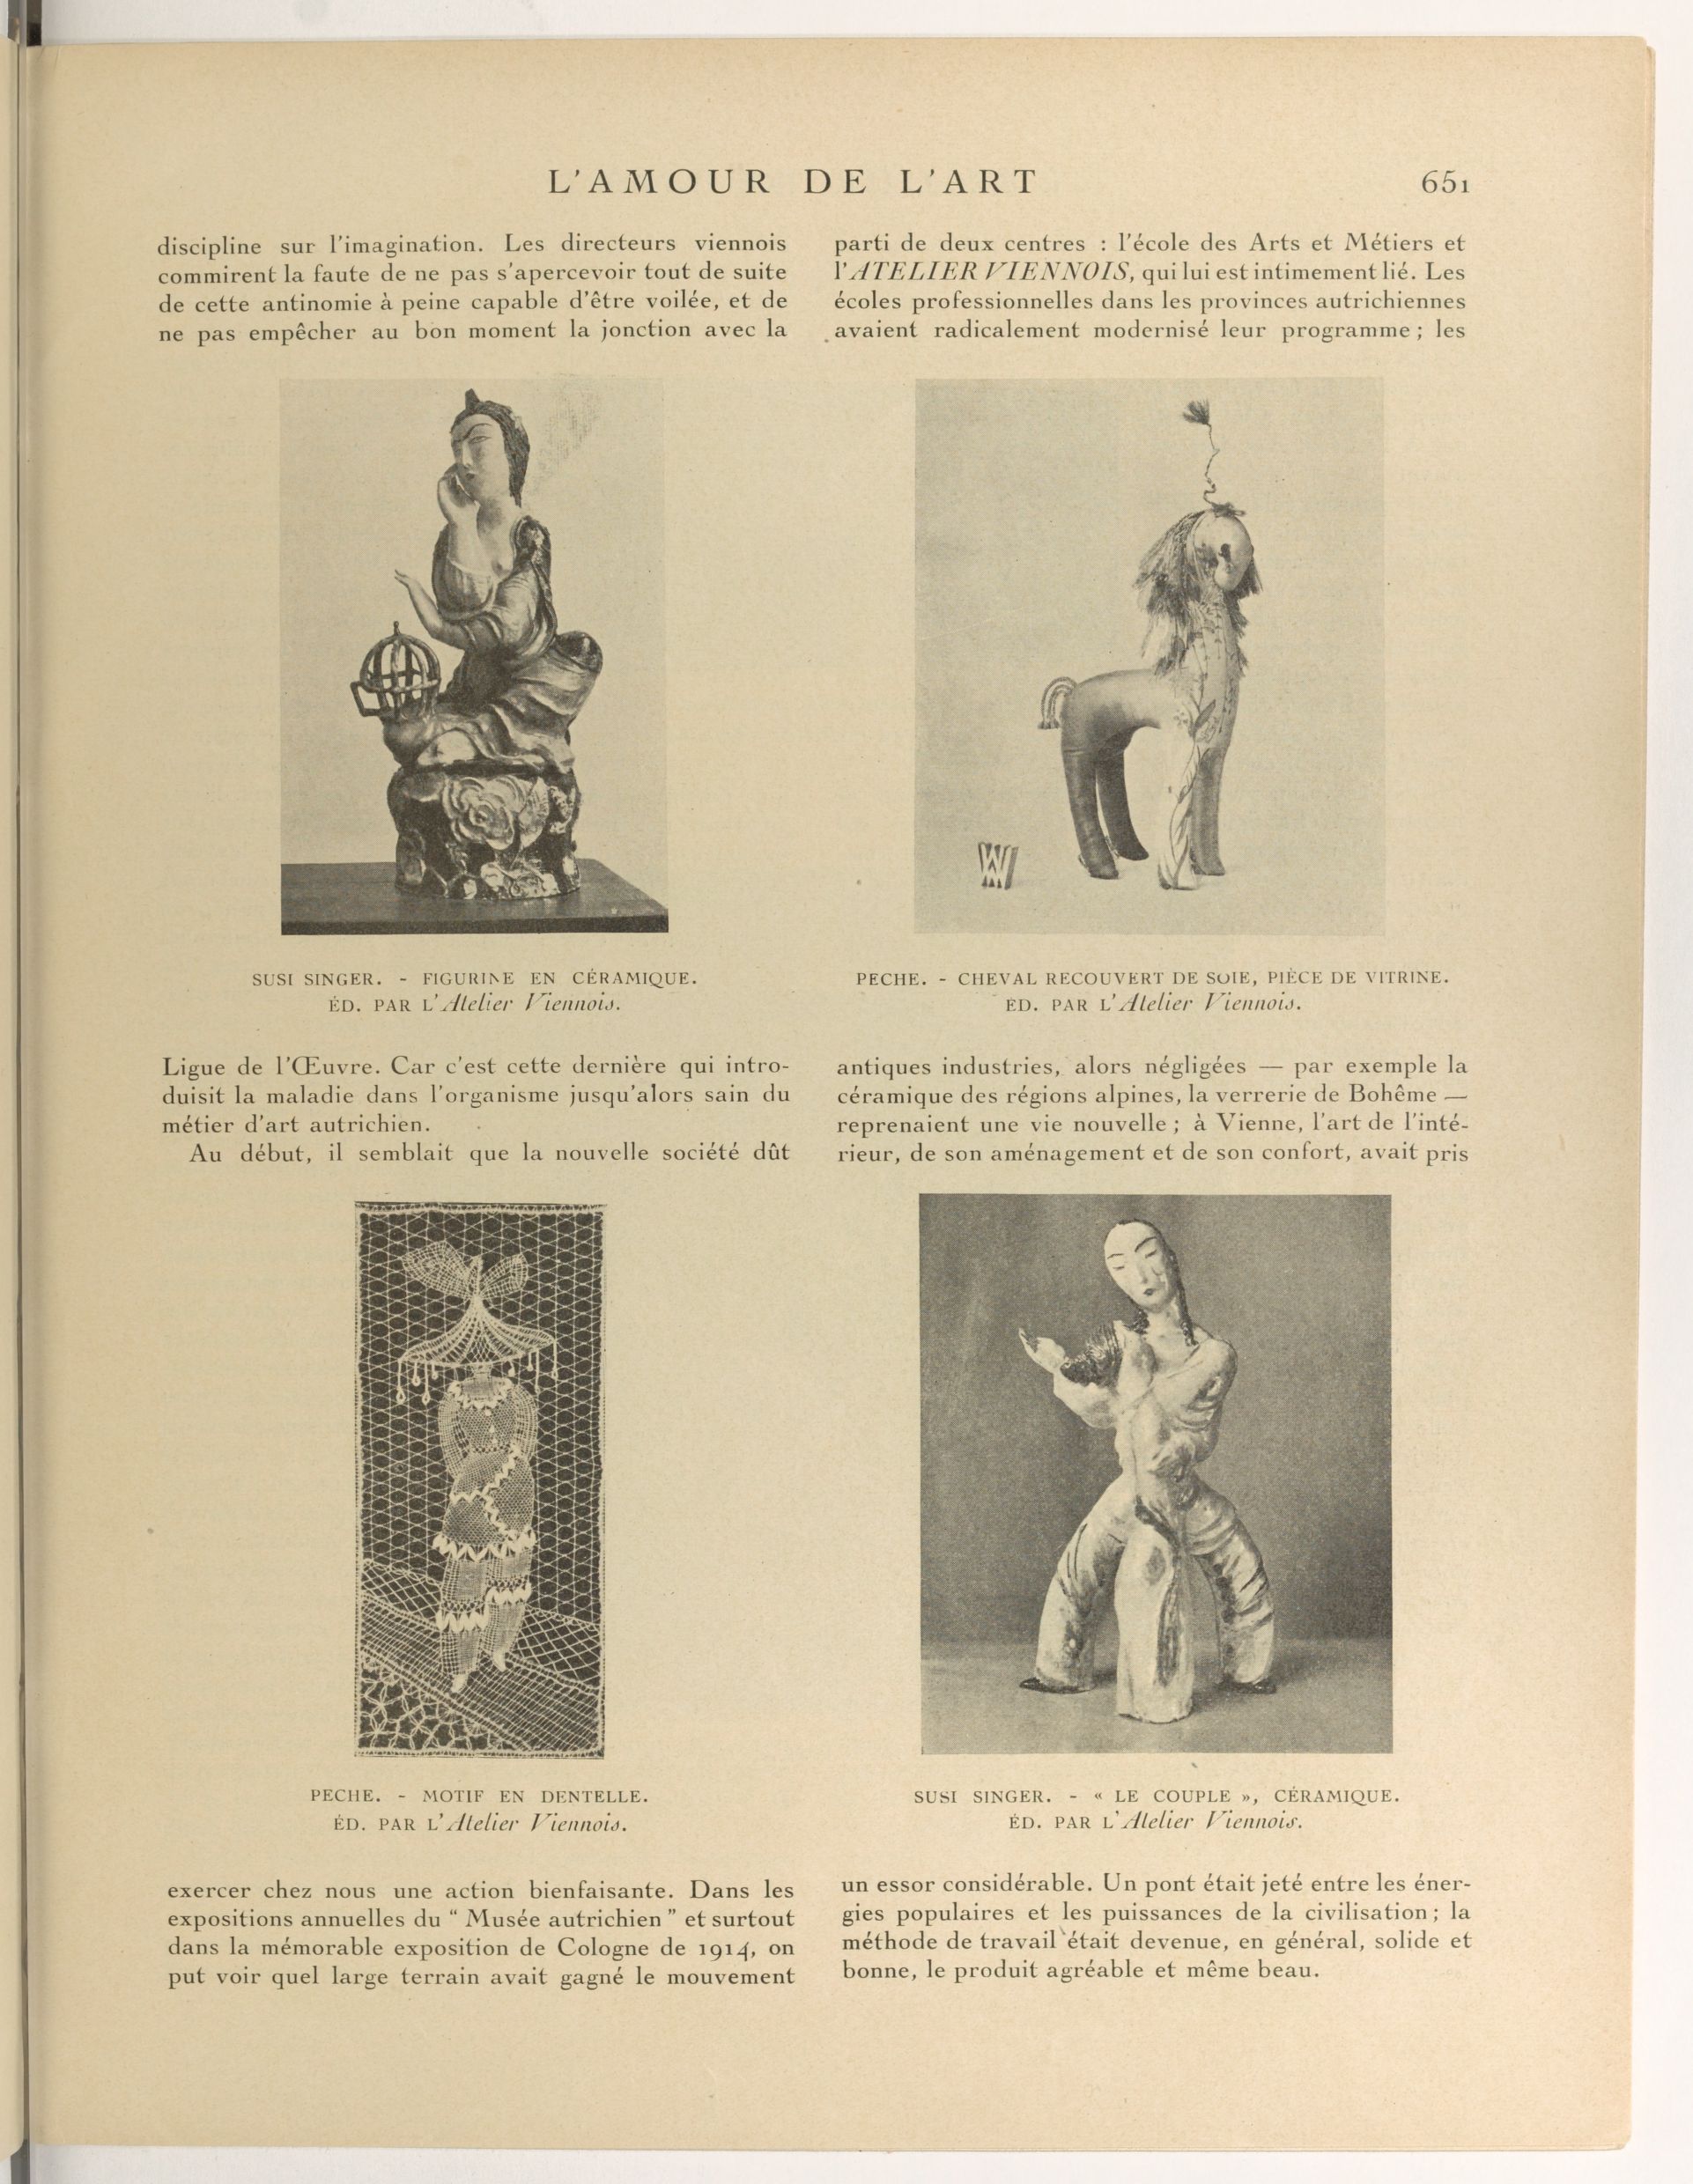 L'AMOUR DE L'ART
651
discipline sur l'imagination. Les directeurs viennois
commirent la faute de ne pas s'apercevoir tout de suite
de cette antinomie à peine capable d'être voilée, et de
ne pas empêcher au bon moment la jonction avec la
SUSI SINGER. - FIGURINE EN CÉRAMIQUE.
ÉD. PAR L'Atelier Viennois.
Ligue de l'Œuvre. Car c'est cette dernière qui intro-
duisit la maladie dans l'organisme jusqu'alors sain du
métier d'art autrichien.
Au début, il semblait que la nouvelle société dût
PECHE. - MOTIF EN DENTELLE.
ÉD. PAR L'Atelier Viennois.
exercer chez nous une action bienfaisante. Dans les
expositions annuelles du “ Musée autrichien ” et surtout
dans la mémorable exposition de Cologne de 1914, on
put voir quel large terrain avait gagné le mouvement
parti de deux centres : l'école des Arts et Métiers et
l'ATELIER VIENNOIS, qui lui est intimement lié. Les
écoles professionnelles dans les provinces autrichiennes
avaient radicalement modernisé leur programme ; les
WW
PECHE. - CHEVAL RECOUVERT DE SOIE, PIÈCE DE VITRINE.
ÉD. PAR L'Atelier Viennois.
antiques industries, alors négligées — par exemple la
céramique des régions alpines, la verrerie de Bohême —
reprenaient une vie nouvelle ; à Vienne, l'art de l'inté-
rieur, de son aménagement et de son confort, avait pris
SUSI SINGER. - « LE COUPLE », CÉRAMIQUE.
ÉD. PAR L'Atelier Viennois.
un essor considérable. Un pont était jeté entre les éner-
gies populaires et les puissances de la civilisation ; la
méthode de travail était devenue, en général, solide et
bonne, le produit agréable et même beau.